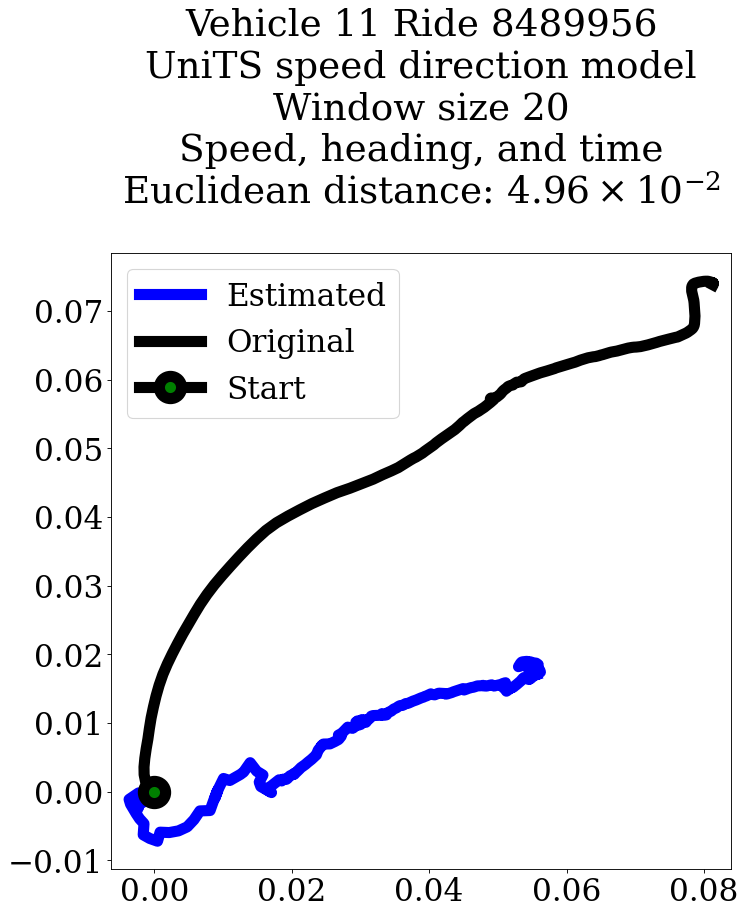 Vehicle 11 Ride 8489956
UniTS speed direction model
Window size 20
Speed, heading, and time
Euclidean distance: 4.96 × 10⁻²
Estimated
Original
Start
0.07
0.06
0.05
0.04
0.03
0.02
0.01
0.00
−0.01
0.00 0.02 0.04 0.06 0.08